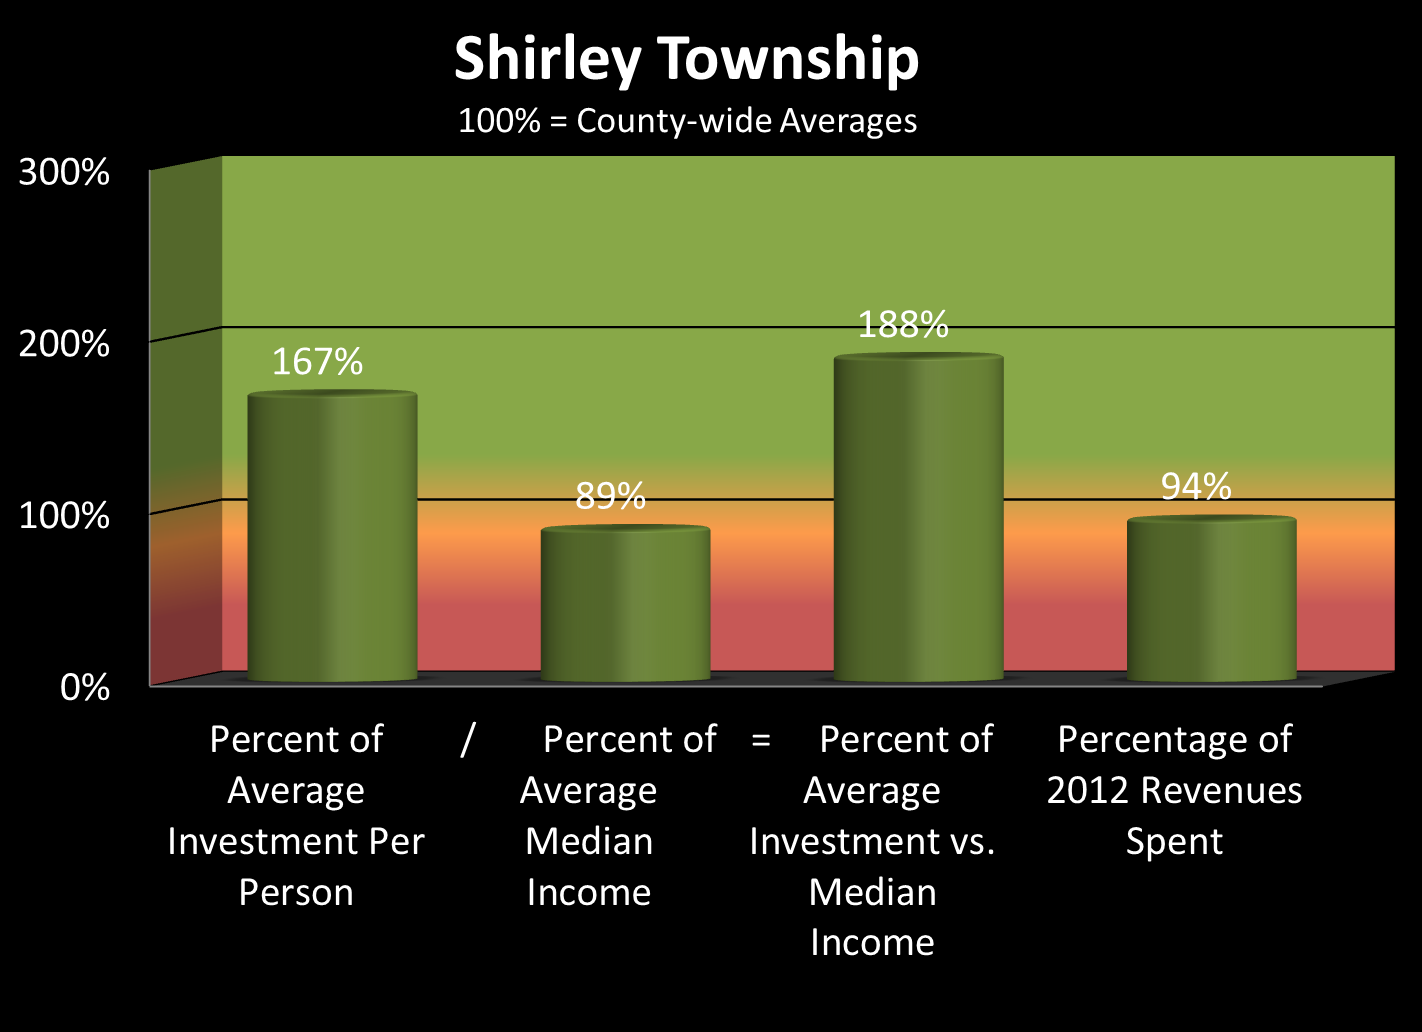 Shirley Township
100% = County-wide Averages
300%
200%
100%
0%
167%
89%
188%
94%
Percent of
Average
Investment Per
Person
/
Percent of
Average
Median
Income
=
Percent of
Average
Investment vs.
Median
Income
Percentage of
2012 Revenues
Spent